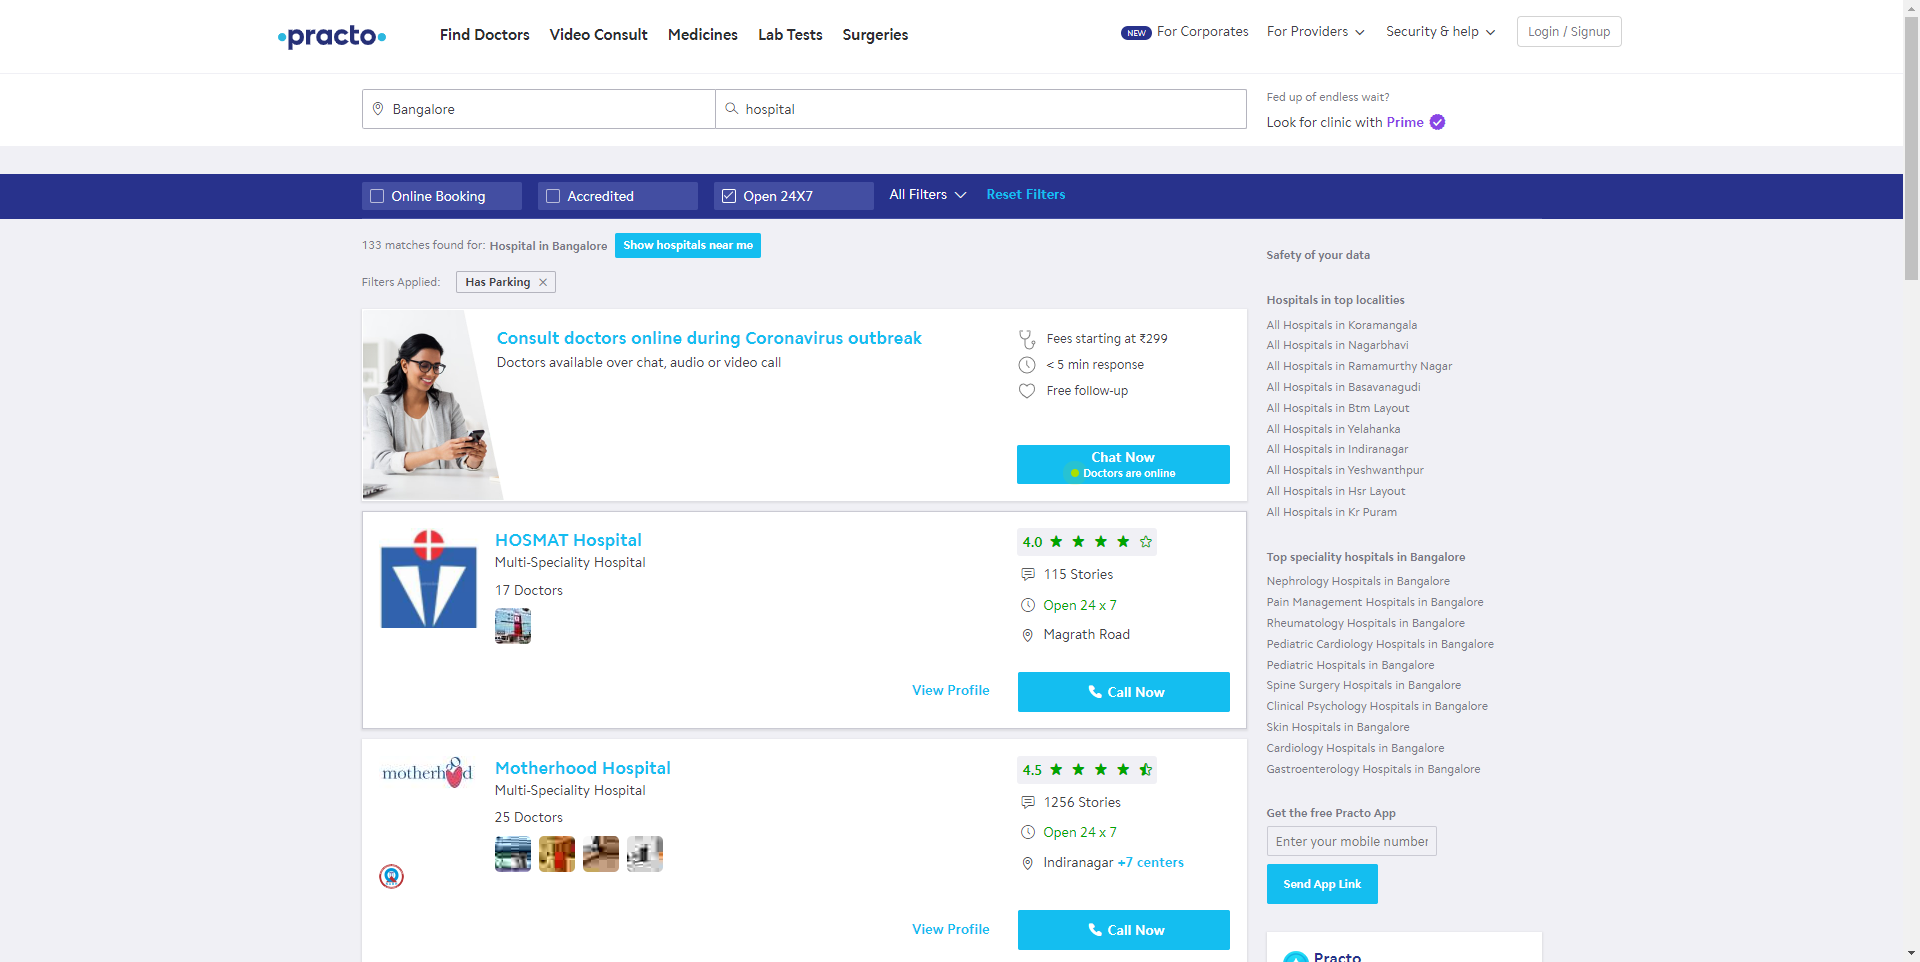 practo
Find Doctors
Video Consult
Medicines
Lab Tests
Surgeries
NEW For Corporates
For Providers
Security & help
Login / Signup
Bangalore
hospital
Fed up of endless wait?
Look for clinic with Prime
Online Booking
Accredited
Open 24X7
All Filters
Reset Filters
133 matches found for: Hospital in Bangalore
Show hospitals near me
Filters Applied:
Has Parking
Consult doctors online during Coronavirus outbreak
Doctors available over chat, audio or video call
Fees starting at ₹299
< 5 min response
Free follow-up
Chat Now
Doctors are online
HOSMAT Hospital
Multi-Speciality Hospital
17 Doctors
4.0
115 Stories
Open 24 x 7
Magrath Road
View Profile
Call Now
motherhood
Motherhood Hospital
Multi-Speciality Hospital
25 Doctors
4.5
1256 Stories
Open 24 x 7
Indiranagar +7 centers
View Profile
Call Now
Safety of your data
Hospitals in top localities
All Hospitals in Koramangala
All Hospitals in Nagarbhavi
All Hospitals in Ramamurthy Nagar
All Hospitals in Basavanagudi
All Hospitals in Btm Layout
All Hospitals in Yelahanka
All Hospitals in Indiranagar
All Hospitals in Yeshwanthpur
All Hospitals in Hsr Layout
All Hospitals in Kr Puram
Top speciality hospitals in Bangalore
Nephrology Hospitals in Bangalore
Pain Management Hospitals in Bangalore
Rheumatology Hospitals in Bangalore
Pediatric Cardiology Hospitals in Bangalore
Pediatric Hospitals in Bangalore
Spine Surgery Hospitals in Bangalore
Clinical Psychology Hospitals in Bangalore
Skin Hospitals in Bangalore
Cardiology Hospitals in Bangalore
Gastroenterology Hospitals in Bangalore
Get the free Practo App
Enter your mobile number
Send App Link
Practo